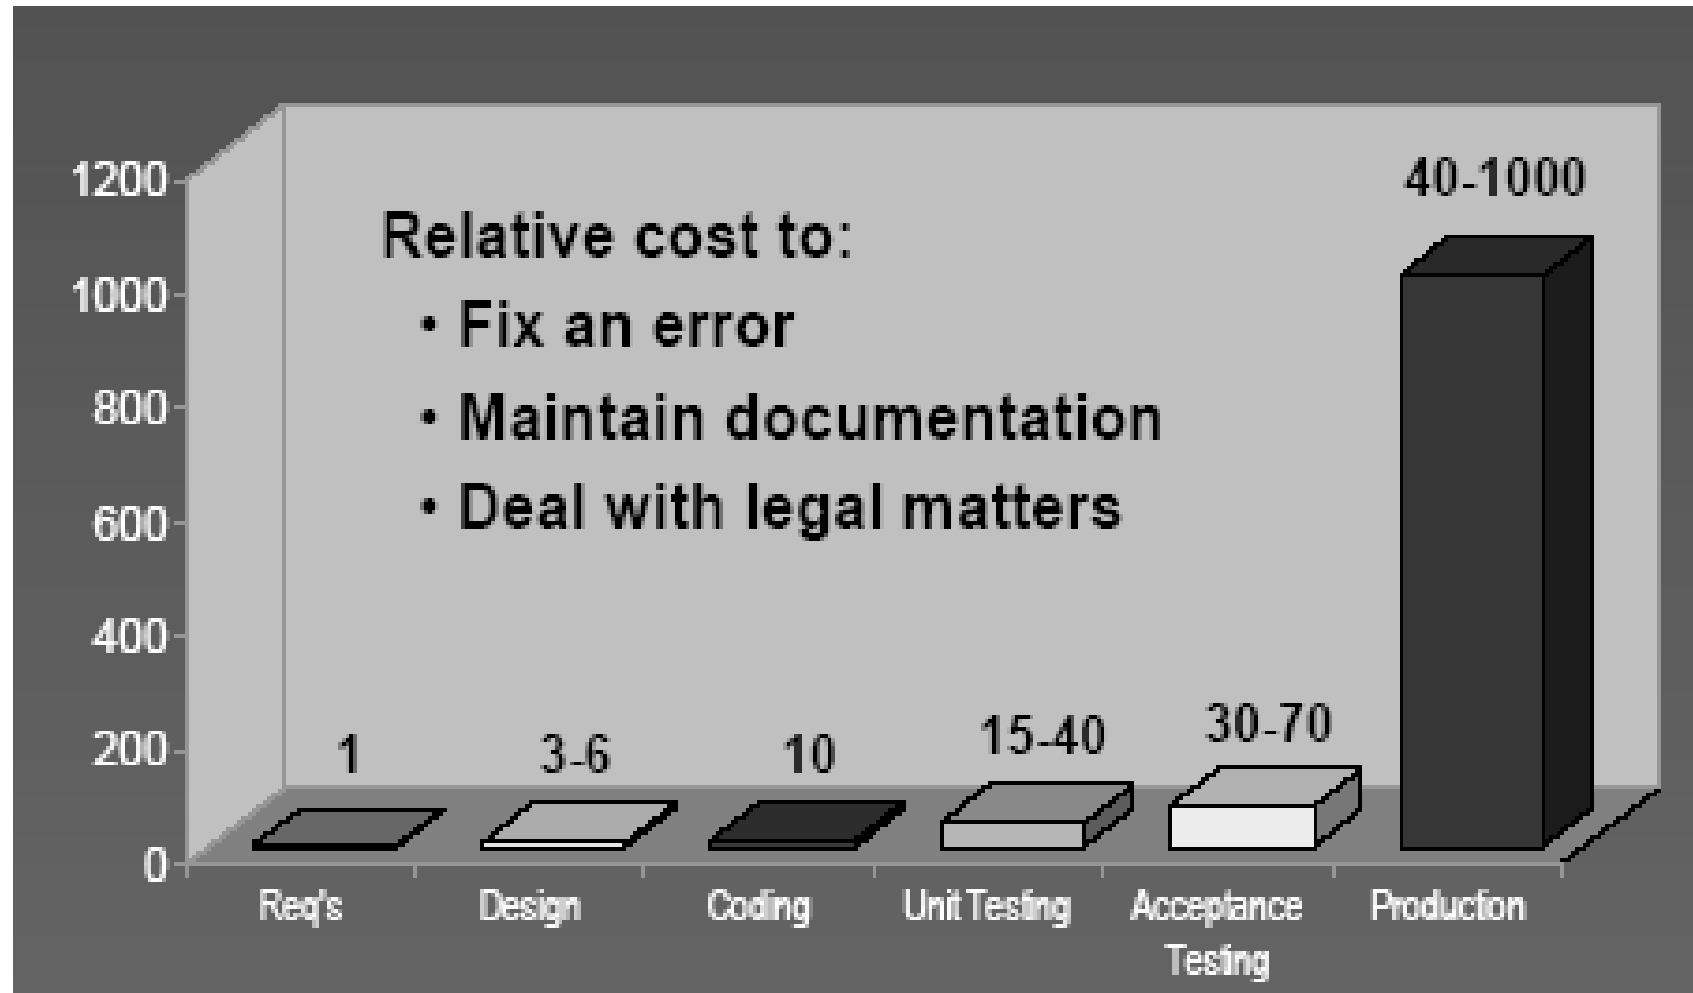 1200
1000
800
600
400
200
0
Relative cost to:
• Fix an error
• Maintain documentation
• Deal with legal matters
1
3-6
10
15-40
30-70
40-1000
Req's
Design
Coding
Unit Testing
Acceptance
Testing
Production